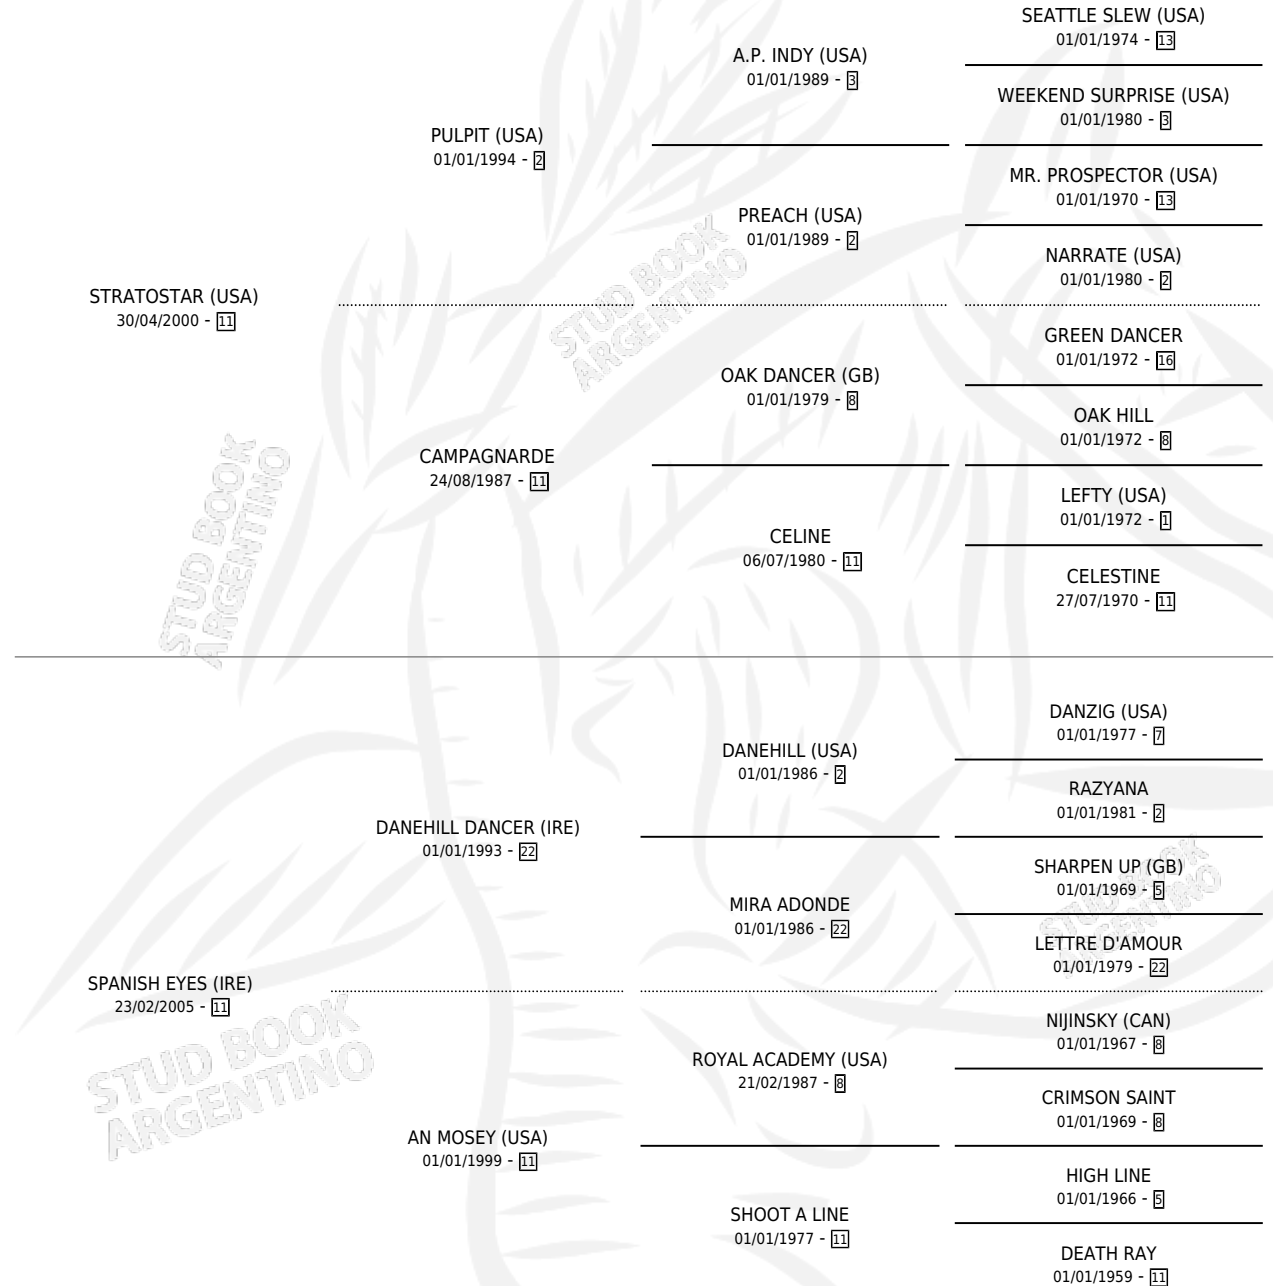 SEATTLE SLEW (USA)
01/01/1974 - 13
A.P. INDY (USA)
01/01/1989 - 3
WEEKEND SURPRISE (USA)
01/01/1980 - 3
PULPIT (USA)
01/01/1994 - 2
MR. PROSPECTOR (USA)
01/01/1970 - 13
PREACH (USA)
01/01/1989 - 2
NARRATE (USA)
01/01/1980 - 2
STRATOSTAR (USA)
30/04/2000 - 11
GREEN DANCER
01/01/1972 - 16
OAK DANCER (GB)
01/01/1979 - 8
OAK HILL
01/01/1972 - 8
CAMPAGNARDE
24/08/1987 - 11
LEFTY (USA)
01/01/1972 - 1
CELINE
06/07/1980 - 11
CELESTINE
27/07/1970 - 11
STUD BOOK
ARGENTINO
STUD BOOK
ARGENTINO
DANZIG (USA)
01/01/1977 - 7
DANEHILL (USA)
01/01/1986 - 2
RAZYANA
01/01/1981 - 2
DANEHILL DANCER (IRE)
01/01/1993 - 22
SHARPEN UP (GB)
01/01/1969 - 5
MIRA ADONDE
01/01/1986 - 22
LETTRE D'AMOUR
01/01/1979 - 22
STUD BOOK
ARGENTINO
SPANISH EYES (IRE)
23/02/2005 - 11
NIJINSKY (CAN)
01/01/1967 - 8
ROYAL ACADEMY (USA)
21/02/1987 - 8
CRIMSON SAINT
01/01/1969 - 8
STUD BOOK
ARGENTINO
AN MOSEY (USA)
01/01/1999 - 11
HIGH LINE
01/01/1966 - 5
SHOOT A LINE
01/01/1977 - 11
DEATH RAY
01/01/1959 - 11